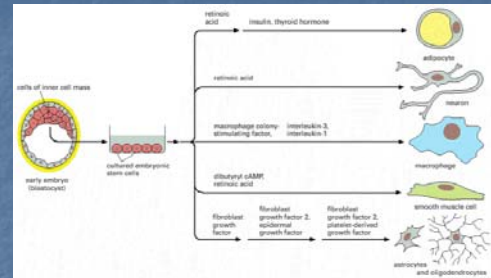 retinoic
acid
insulin, thyroid hormone
adipocyte
cells of inner cell mass
retinoic acid
neuron
macrophage colony-
stimulating factor,
interleukin-3,
interleukin-1
macrophage
cultured embryonic
stem cells
early embryo
(blastocyst)
dibutyryl cAMP,
retinoic acid
smooth muscle cell
fibroblast
growth
factor
fibroblast
growth factor 2,
epidermal
growth factor
fibroblast
growth factor 2,
platelet-derived
growth factor
astrocytes
and oligodendrocytes